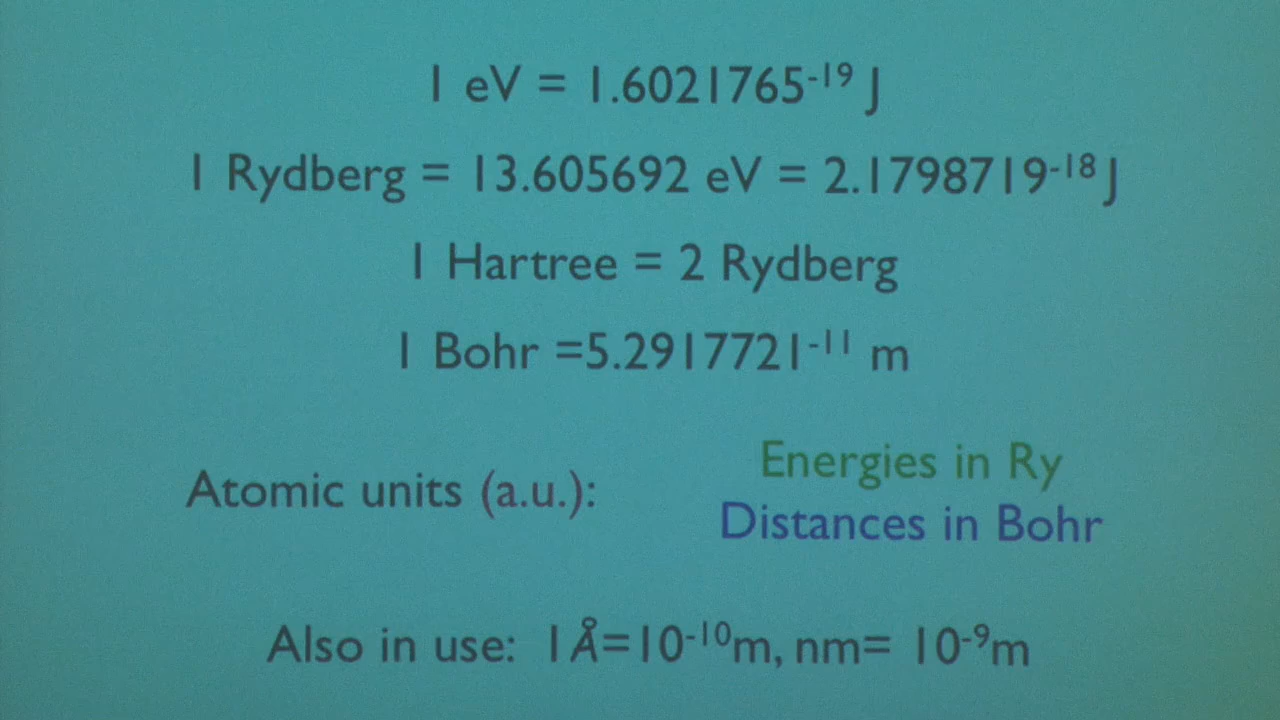 1 eV = 1.6021765⁻¹⁹ J
1 Rydberg = 13.605692 eV = 2.1798719⁻¹⁸ J
1 Hartree = 2 Rydberg
1 Bohr =5.2917721⁻¹¹ m
Atomic units (a.u.):
Energies in Ry
Distances in Bohr
Also in use: 1Å=10⁻¹⁰m, nm= 10⁻⁹m